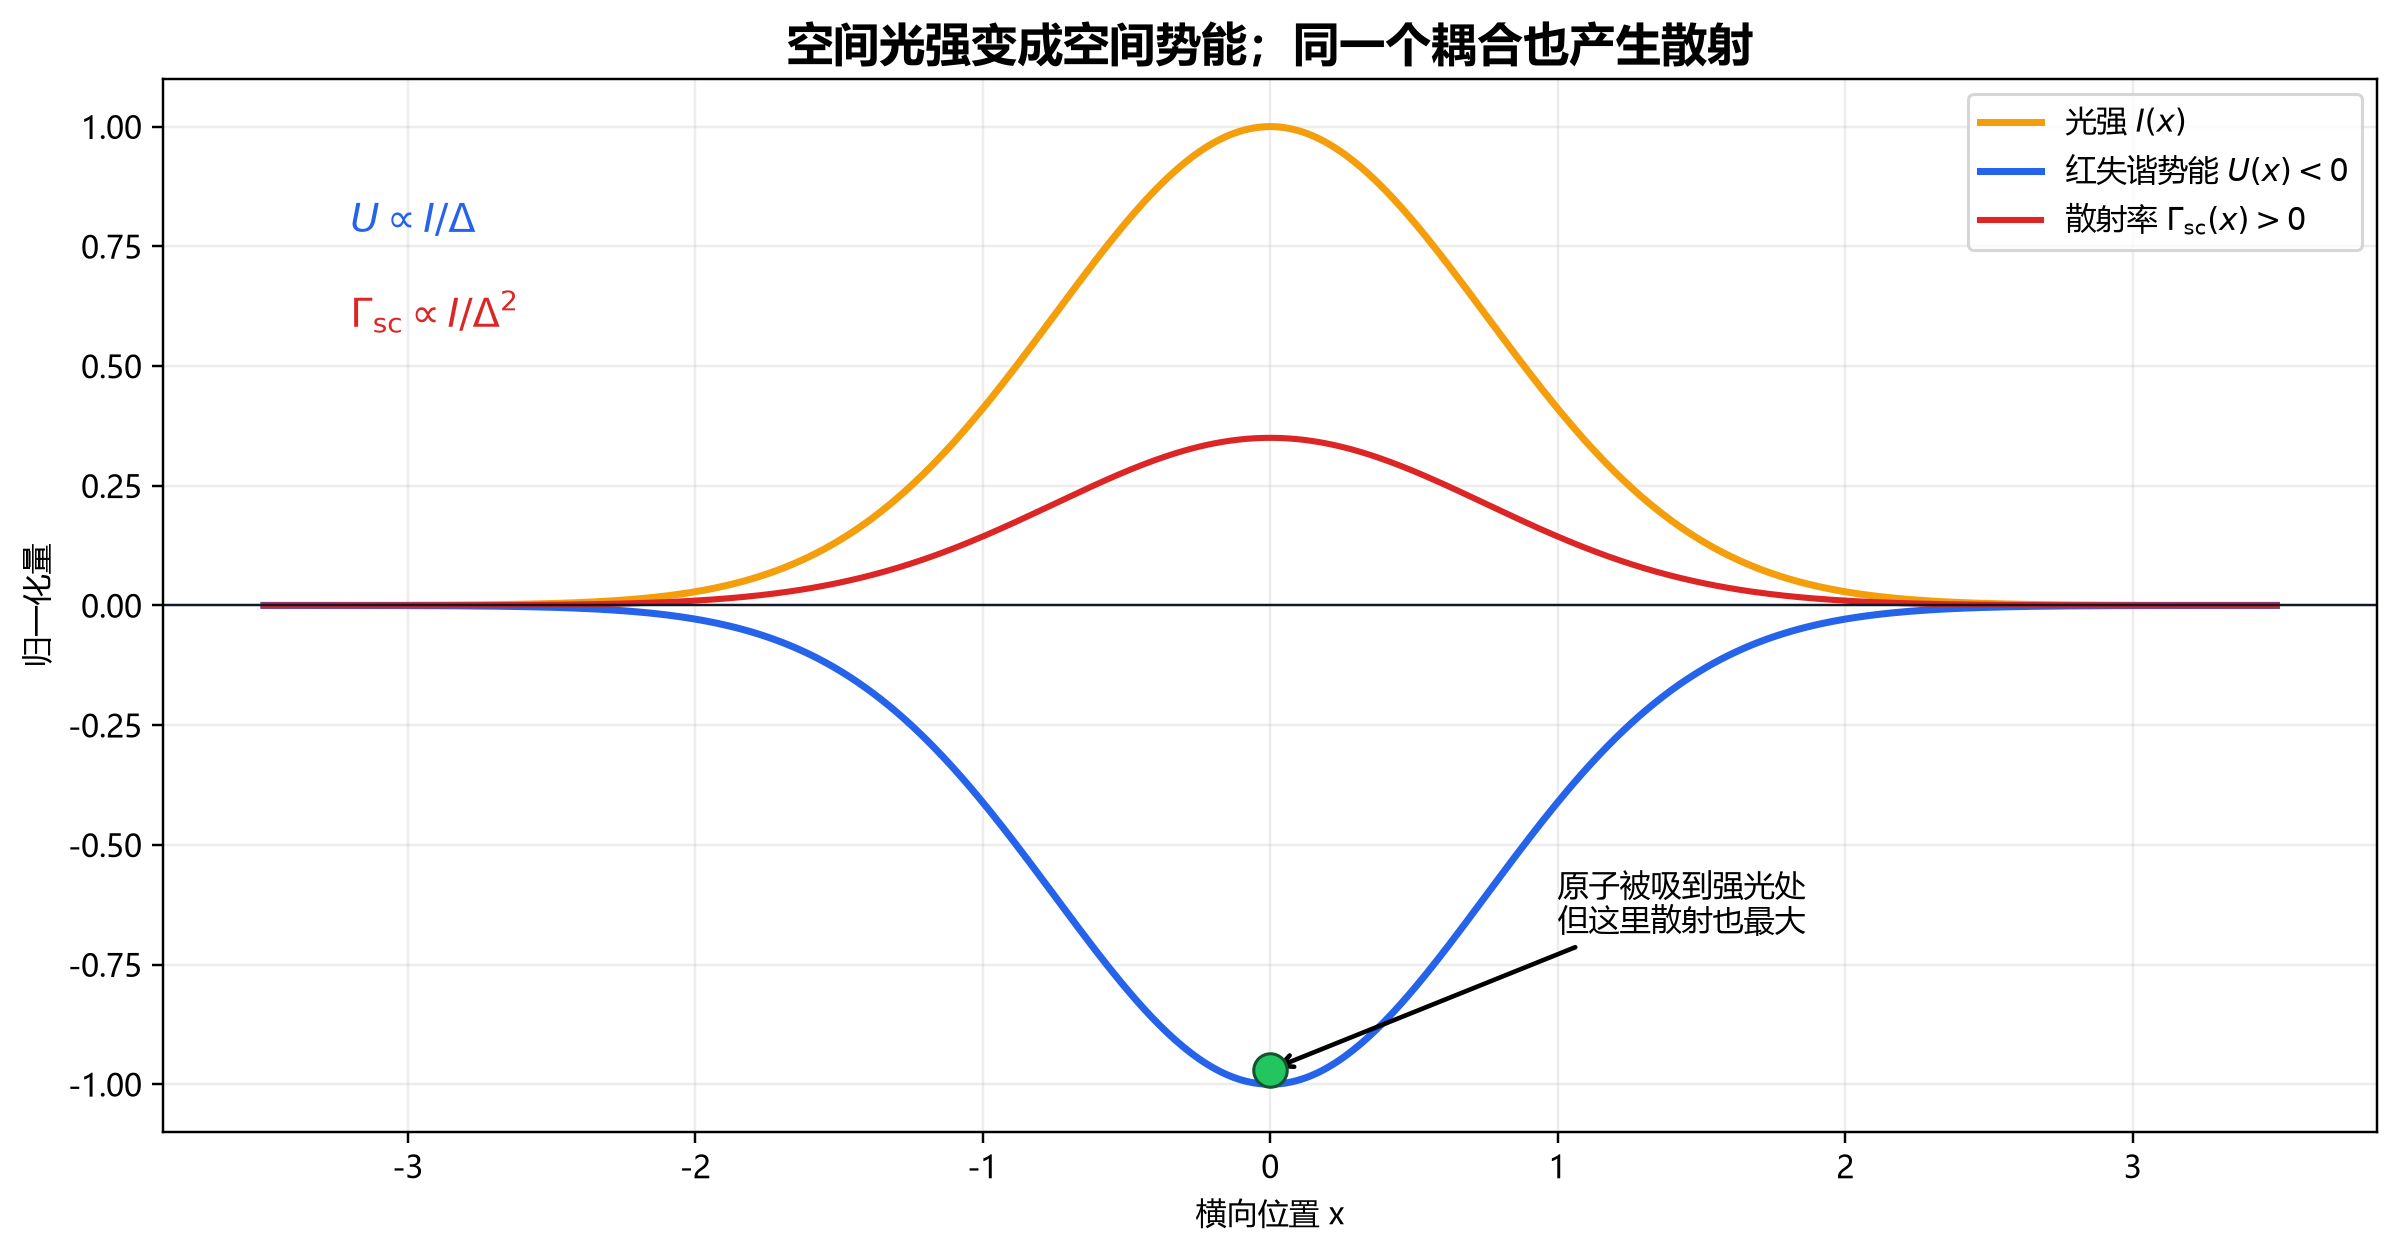 空间光强变成空间势能；同一个耦合也产生散射
光强 I(x)
红失谐势能 U(x) < 0
散射率 Γsc(x) > 0
U ∝ I/Δ
Γsc ∝ I/Δ²
原子被吸到强光处
但这里散射也最大
归一化量
1.00
0.75
0.50
0.25
0.00
-0.25
-0.50
-0.75
-1.00
-3
-2
-1
0
1
2
3
横向位置 x